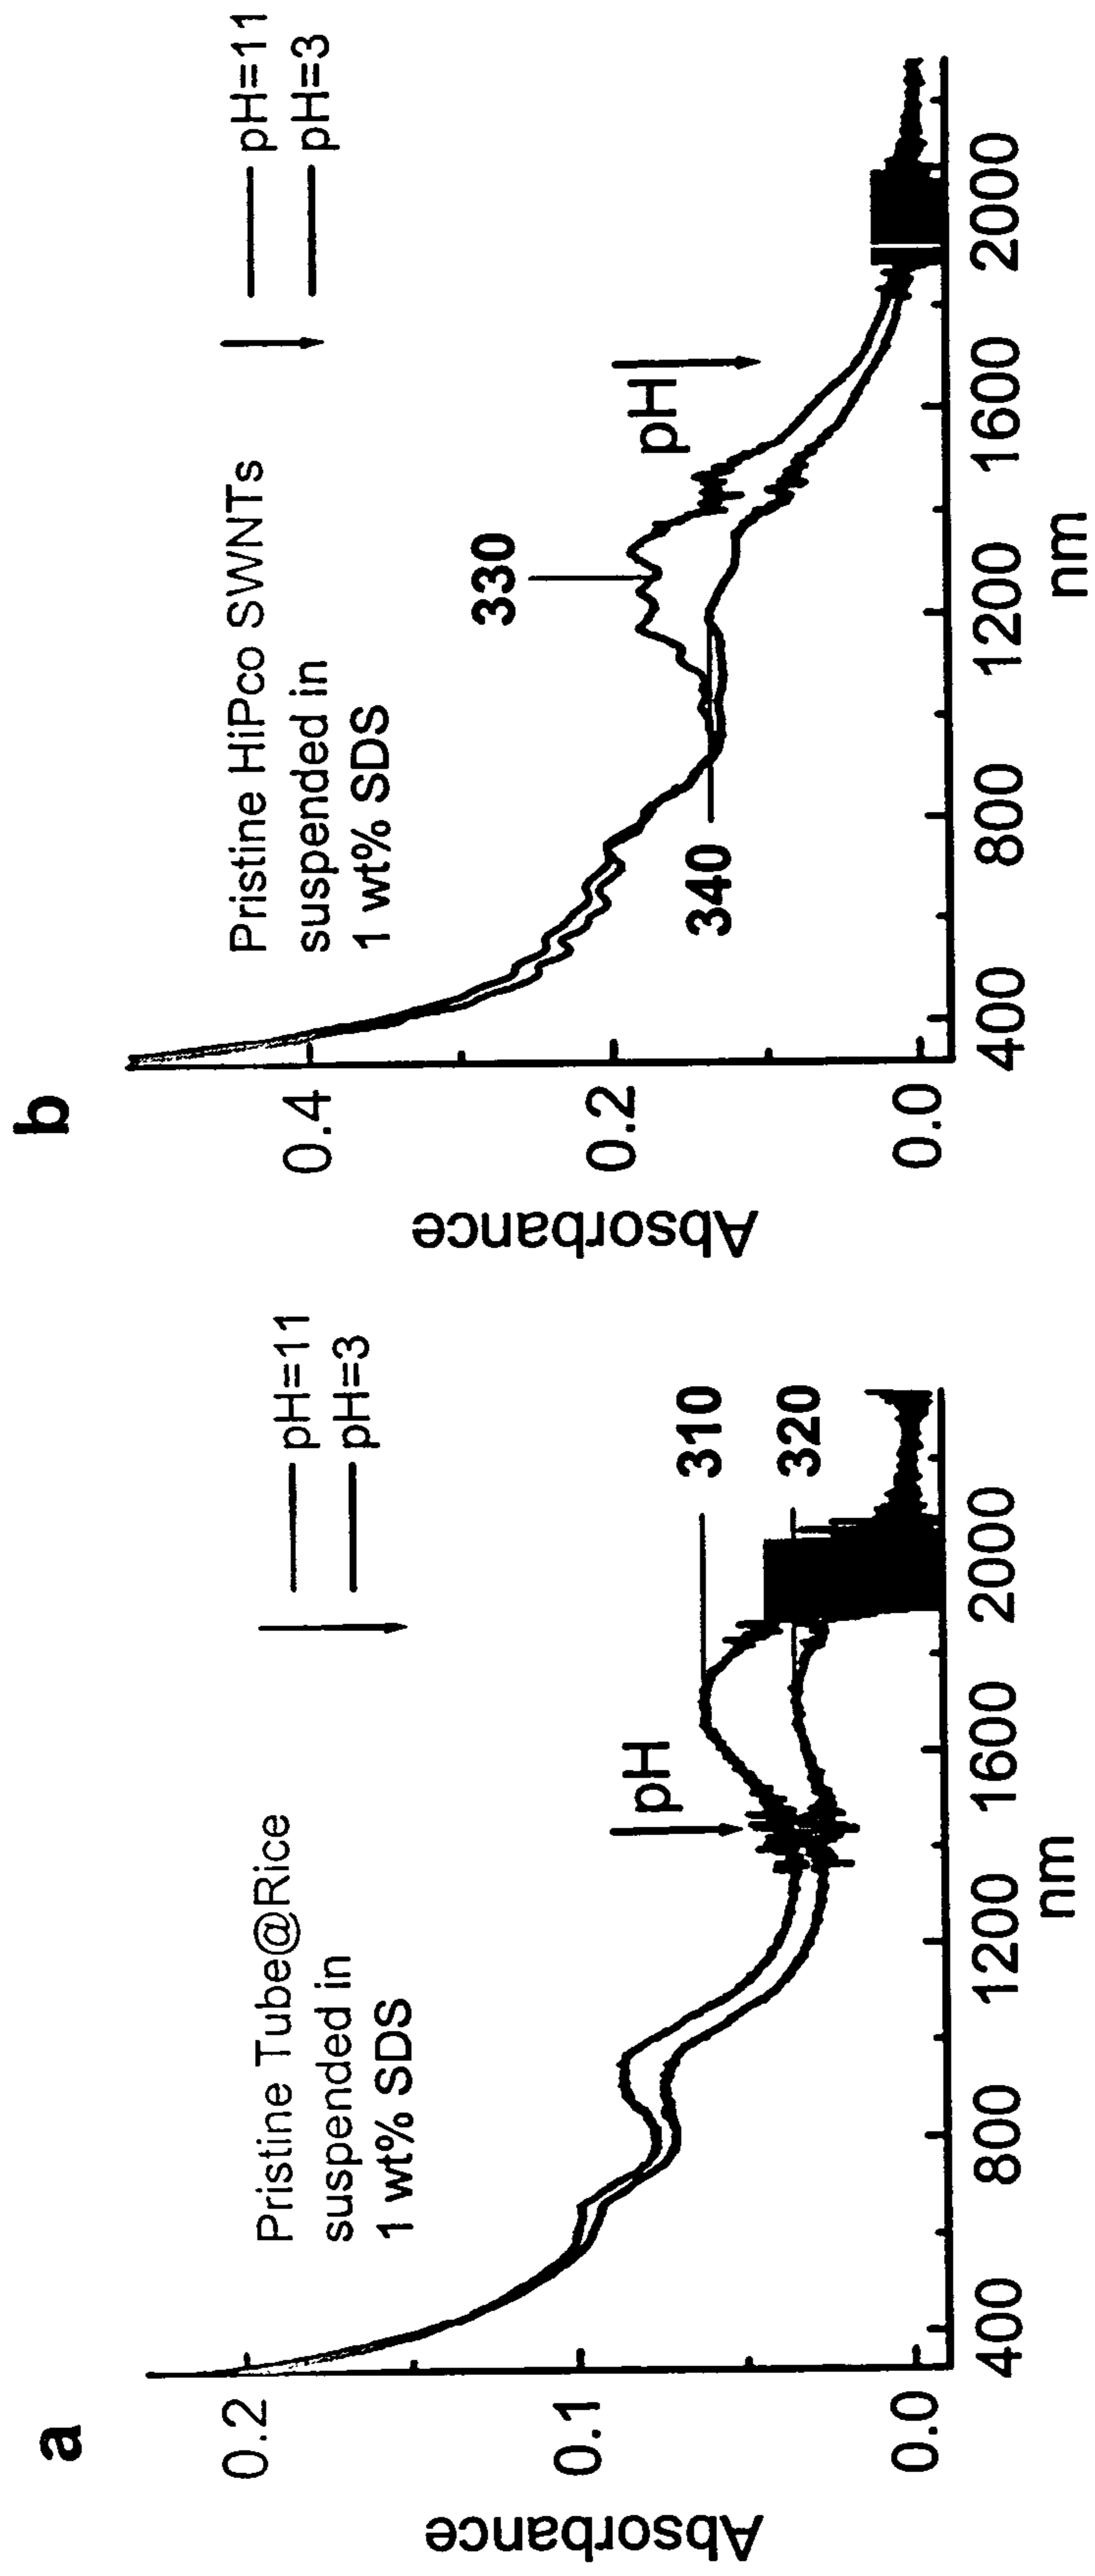 a
Pristine Tube@Rice
suspended in
1 wt% SDS
pH=11
pH=3
pH
310
320
0.2
0.1
0.0
Absorbance
400
800
1200
1600
2000
nm
b
Pristine HiPco SWNTs
suspended in
1 wt% SDS
pH=11
pH=3
330
pH
340
0.4
0.2
0.0
Absorbance
400
800
1200
1600
2000
nm